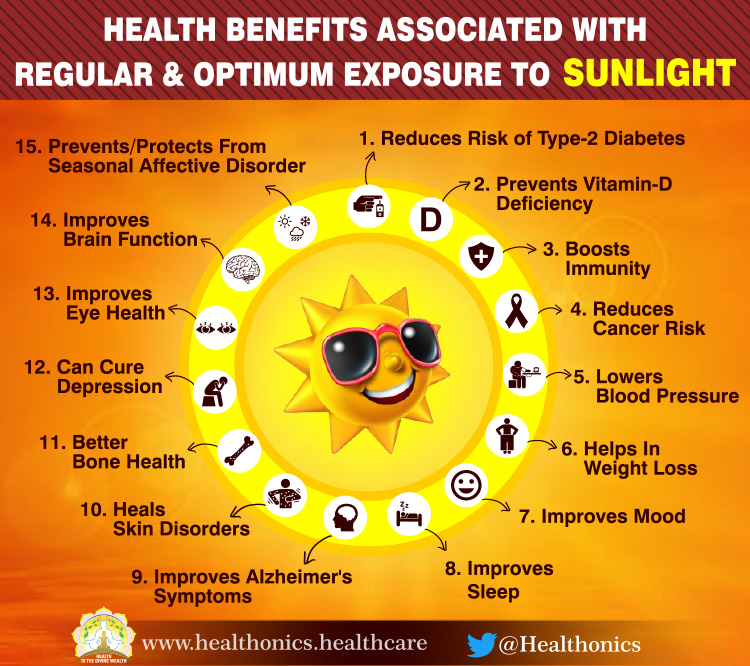 HEALTH BENEFITS ASSOCIATED WITH
REGULAR & OPTIMUM EXPOSURE TO SUNLIGHT
1. Reduces Risk of Type-2 Diabetes
2. Prevents Vitamin-D
Deficiency
D
3. Boosts
Immunity
4. Reduces
Cancer Risk
5. Lowers
Blood Pressure
6. Helps In
Weight Loss
7. Improves Mood
8. Improves
Sleep
z z
z
9. Improves Alzheimer's
Symptoms
10. Heals
Skin Disorders
11. Better
Bone Health
12. Can Cure
Depression
13. Improves
Eye Health
14. Improves
Brain Function
15. Prevents/Protects From
Seasonal Affective Disorder
HEALTH
IS THE DIVINE WEALTH
www.healthonics.healthcare
@Healthonics